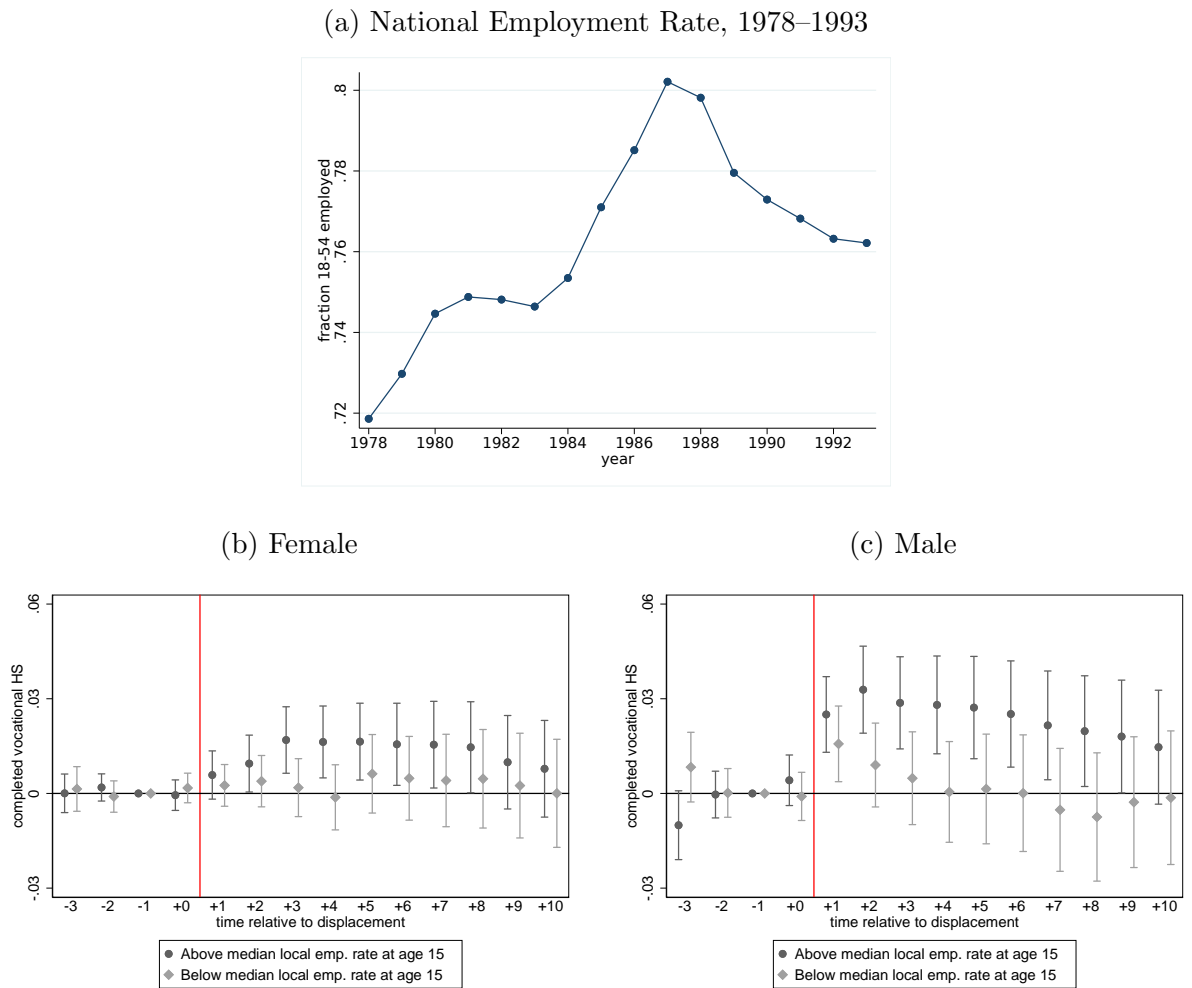 (a) National Employment Rate, 1978–1993
fraction 18-54 employed
.8
.78
.76
.74
.72
1978 1980 1982 1984 1986 1988 1990 1992
year
(b) Female
completed vocational HS
.06
.03
0
-.03
-3 -2 -1 +0 +1 +2 +3 +4 +5 +6 +7 +8 +9 +10
time relative to displacement
Above median local emp. rate at age 15
Below median local emp. rate at age 15
(c) Male
completed vocational HS
.06
.03
0
-.03
-3 -2 -1 +0 +1 +2 +3 +4 +5 +6 +7 +8 +9 +10
time relative to displacement
Above median local emp. rate at age 15
Below median local emp. rate at age 15